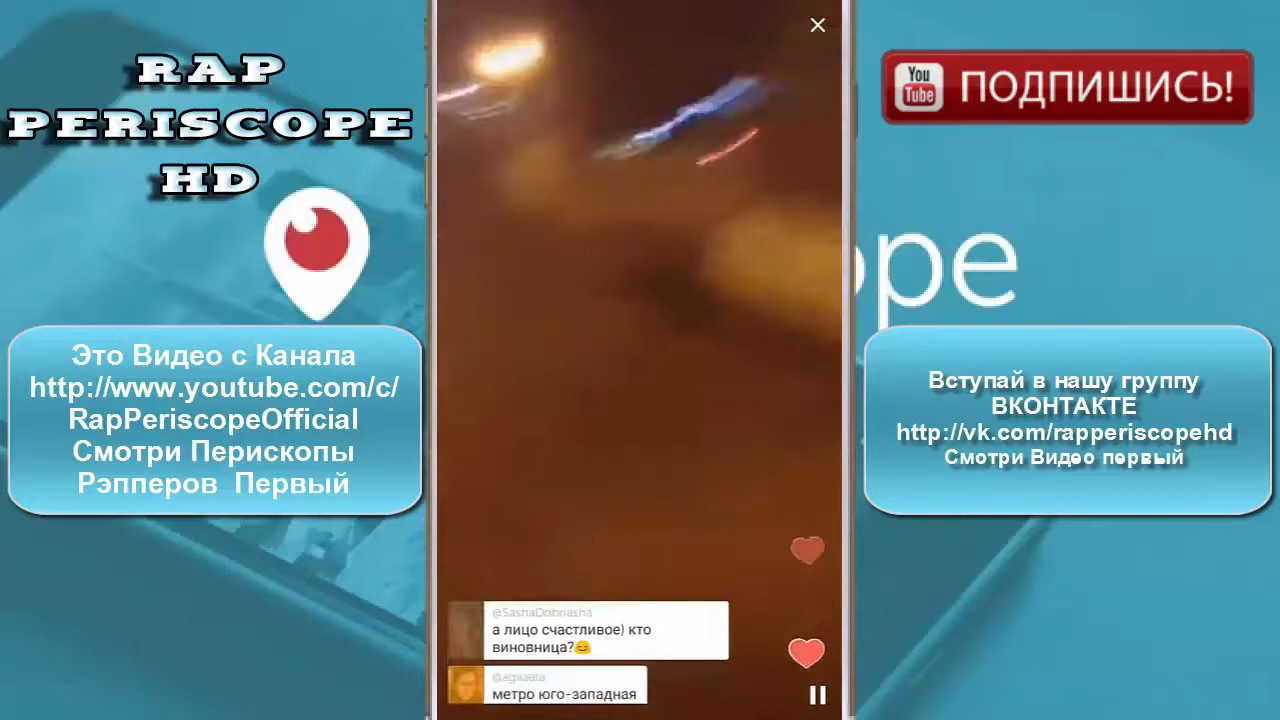 RAP
PERISCOPE
HD
Это Видео с Канала
http://www.youtube.com/c/
RapPeriscopeOfficial
Смотри Перископы
Рэпперов Первый
@SashaDobriasha
а лицо счастливое) кто
виновница?😊
метро юго-западная
You
Tube
ПОДПИШИСЬ!
ope
Вступай в нашу группу
ВКОНТАКТЕ
http://vk.com/rapperiscopehd
Смотри Видео первый